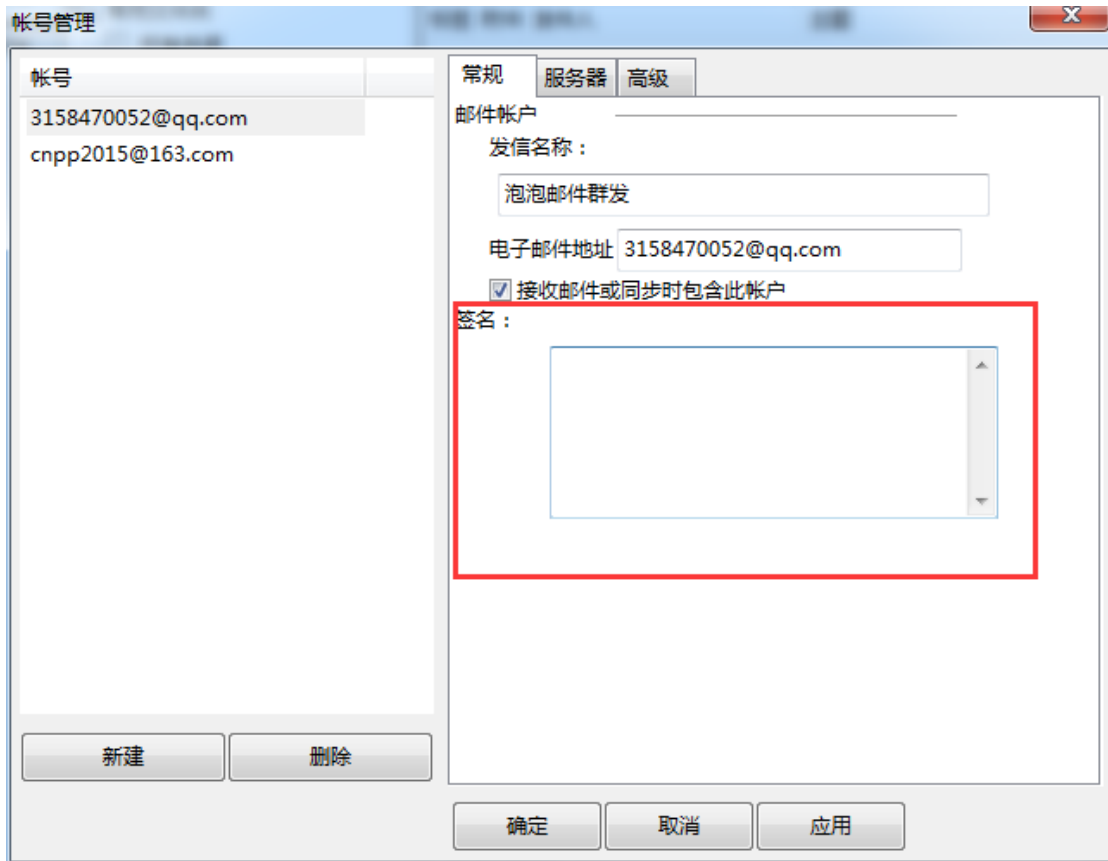 帐号管理
X
帐号
3158470052@qq.com
cnpp2015@163.com
新建
删除
常规 服务器 高级
邮件帐户
发信名称：
泡泡邮件群发
电子邮件地址 3158470052@qq.com
接收邮件或同步时包含此帐户
签名：
确定 取消 应用